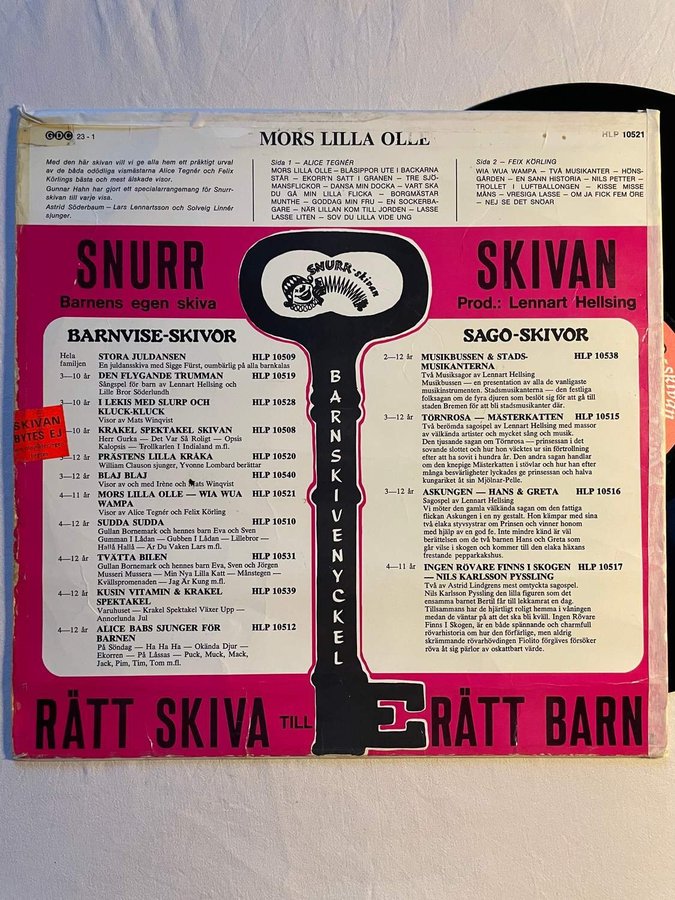 GDC 23-1
MORS LILLA OLLE
HLP 10521
Med den här skivan vill vi ge alla hem ett präktigt urval
av de båda odödliga vismästarna Alice Tegnér och Felix
Körlings bästa och mest älskade visor.
Gunnar Hahn har gjort ett specialarrangemang för Snurr-
skivan till varje visa.
Astrid Söderbaum — Lars Lennartsson och Solveig Linnér
sjunger.
Sida 1 — ALICE TEGNÉR
MORS LILLA OLLE — BLÅSIPPOR UTE I BACKARNA
STÅR — EKORR'N SATT I GRANEN — TRE SJÖ-
MANSFLICKOR — DANSA MIN DOCKA — VART SKA
DU GÅ MIN LILLA FLICKA — BORGMÄSTAR
MUNTHE — GODDAG MIN FRU — EN SOCKERBA-
GARE — NÄR LILLAN KOM TILL JORDEN — LASSE
LASSE LITEN — SOV DU LILLA VIDE UNG
Sida 2 — FEIX KÖRLING
WIA WUA WAMPA — TVÅ MUSIKANTER — HÖNS-
GÅRDEN — EN SANN HISTORIA — NILS PETTER —
TROLLET I LUFTBALLONGEN — KISSE MISSE
MÅNS — VRESIGA LASSE — OM JA FICK FEM ÖRE
— NEJ SE DET SNÖAR
SNURR
Barnens egen skiva
SNURR-skivan
SKIVAN
Prod.: Lennart Hellsing
BARNVISE-SKIVOR
Hela familjen STORA JULDANSEN HLP 10509
En juldansskiva med Sigge Fürst, oumbärlig på alla barnkalas
3—10 år DEN FLYGANDE TRUMMAN HLP 10519
Sångspel för barn av Lennart Hellsing och
Lille Bror Söderlundh
3—10 år I LEKIS MED SLURP OCH HLP 10528
KLUCK-KLUCK
Visor av Mats Winqvist
10 år KRAKEL SPEKTAKEL SKIVAN HLP 10508
Herr Gurka — Det Var Så Roligt — Opsis
Kalopsis — Trollkarlen I Indialand m.fl.
3—12 år PRÄSTENS LILLA KRÅKA HLP 10520
William Clauson sjunger, Yvonne Lombard berättar
3—12 år BLAJ BLAJ HLP 10540
Visor av och med Irène och Mats Winqvist
4—11 år MORS LILLA OLLE — WIA WUA HLP 10521
WAMPA
Visor av Alice Tegnér och Felix Körling
4—12 år SUDDA SUDDA HLP 10510
Gullan Bornemark och hennes barn Eva och Sven
Gumman I Lådan — Gubben I Lådan — Lillebror —
Hallå Hallå — Är Du Vaken Lars m.fl.
4—12 år TVÄTTA BILEN HLP 10531
Gullan Bornemark och hennes barn Eva, Sven och Jörgen
Musseri Mussera — Min Nya Lilla Katt — Månstegen —
Kvällspromenaden — Jag Är Kung m.fl.
4—12 år KUSIN VITAMIN & KRAKEL HLP 10539
SPEKTAKEL
Varuhuset — Krakel Spektakel Växer Upp —
Annorlunda Jul
4—12 år ALICE BABS SJUNGER FÖR HLP 10512
BARNEN
På Söndag — Ha Ha Ha — Okända Djur —
Ekorren — På Låssas — Puck, Muck, Mack,
Jack, Pim, Tim, Tom m.fl.
SKIVAN
BYTES EJ
BARNSKIVENYCKEL
SAGO-SKIVOR
2—12 år MUSIKBUSSEN & STADS- HLP 10538
MUSIKANTERNA
Två Musiksagor av Lennart Hellsing
Musikbussen — en presentation av alla de vanligaste
musikinstrumenten. Stadsmusikanterna — den festliga
folksagan om de fyra djuren som beslöt sig för att gå till
staden Bremen för att bli stadsmusikanter där.
3—12 år TÖRNROSA — MÄSTERKATTEN HLP 10515
Två berömda sagospel av Lennart Hellsing med massor
av välkända artister och mycket sång och musik.
Den tjusande sagan om Törnrosa — prinsessan i det
sovande slottet och hur hon väcktes ur sin förtrollning
efter att ha sovit i hundra år. Den andra sagan handlar
om den knepige Mästerkatten i stövlar och hur han efter
många besvärligheter lyckades ge prinsessan och halva
kungariket åt sin Mjölnar-Pelle.
3—12 år ASKUNGEN — HANS & GRETA HLP 10516
Sagospel av Lennart Hellsing
Vi möter den gamla välkända sagan om den fattiga
flickan Askungen i en ny gestalt. Hon kämpar med sina
två elaka styvsystrar om Prinsen och vinner honom
med hjälp av en god fe. Inte mindre känd är väl
berättelsen om de två barnen Hans och Greta som
går vilse i skogen och kommer till den elaka häxans
frestande pepparkakshus.
4—11 år INGEN RÖVARE FINNS I SKOGEN HLP 10517
— NILS KARLSSON PYSSLING
Två av Astrid Lindgrens mest omtyckta sagospel.
Nils Karlsson Pyssling den lilla figuren som det
ensamma barnet Bertil får till lekkamrat en dag.
Tillsammans har de hjärtligt roligt hemma i våningen
medan de väntar på att det ska bli kväll. Ingen Rövare
Finns I Skogen, är en både spännande och charmfull
rövarhistoria om hur den förfärlige, men aldrig
skrämmande rövarhövdingen Fiolito förgäves försöker
röva åt sig pärlor av oskattbart värde.
RÄTT SKIVA TILL RÄTT BARN